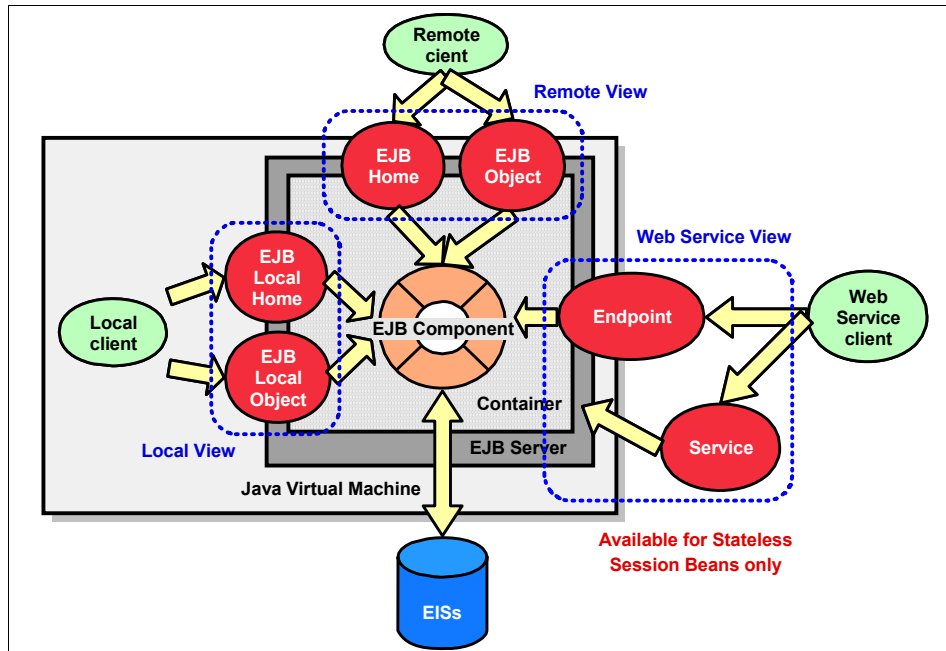 Remote
cient
Remote View
EJB
Home
EJB
Object
Web Service View
EJB
Local
Home
Local
client
EJB Component
Endpoint
Web
Service
client
EJB
Local
Object
Container
Local View
EJB Server
Service
Java Virtual Machine
Available for Stateless
Session Beans only
EISs